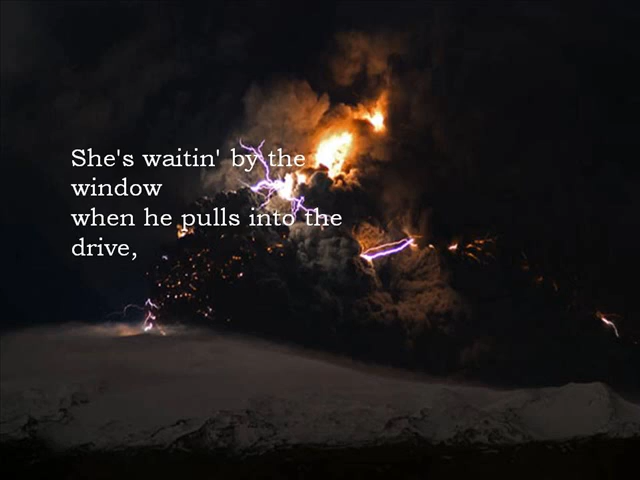 She's waitin' by the
window
when he pulls into the
drive,